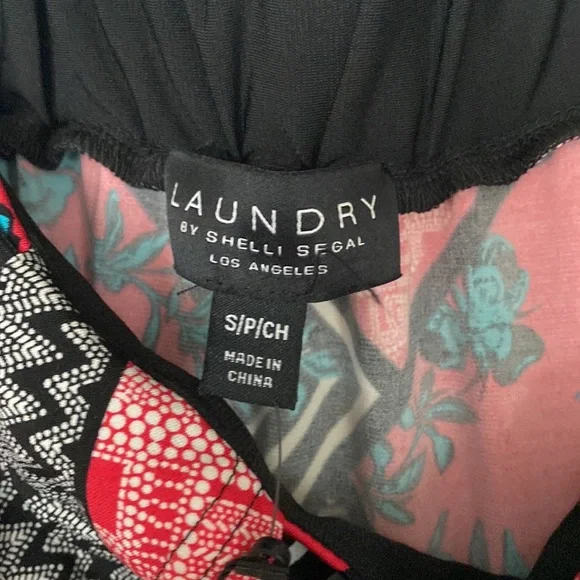 LAUNDRY
BY SHELLI SEGAL
LOS ANGELES
S/P/CH
MADE IN
CHINA